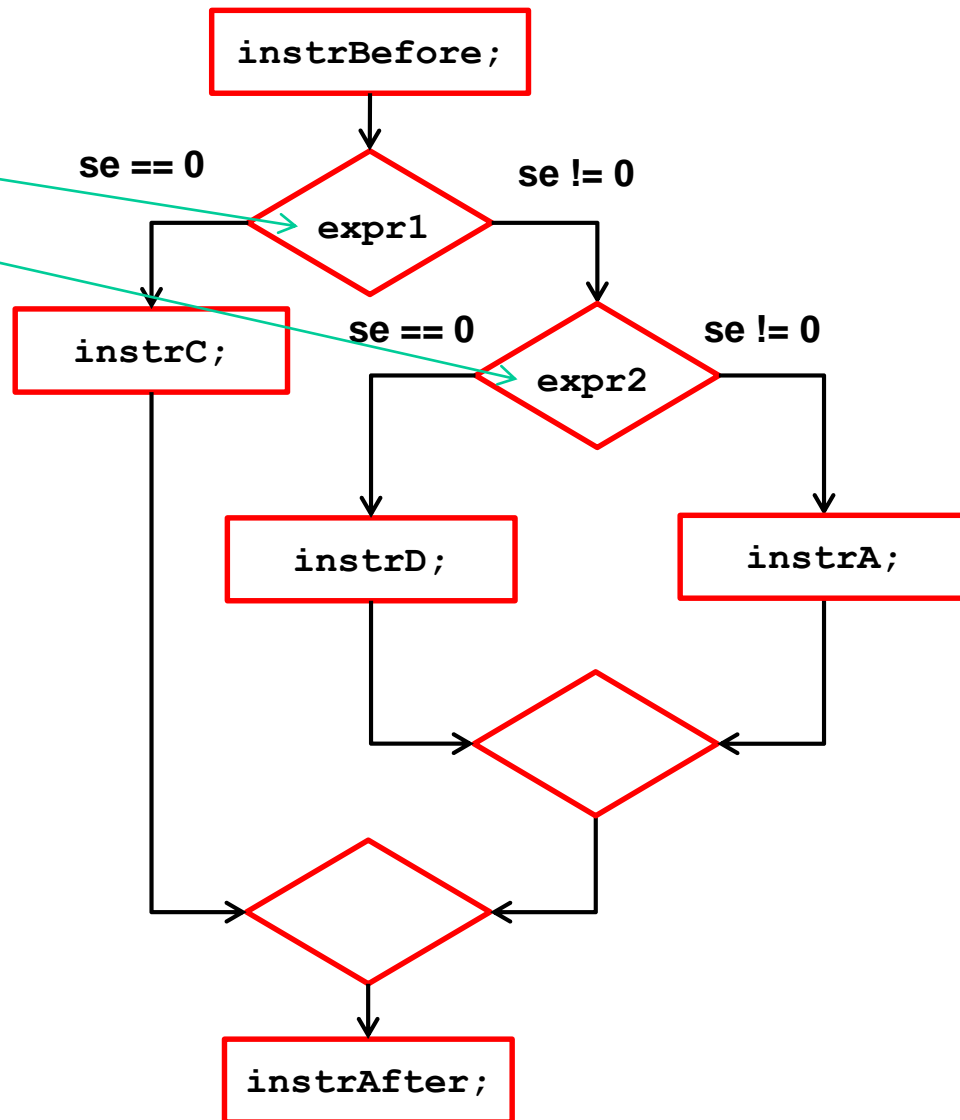 instrBefore;
se == 0
se != 0
expr1
instrC;
se == 0
se != 0
expr2
instrD;
instrA;
instrAfter;